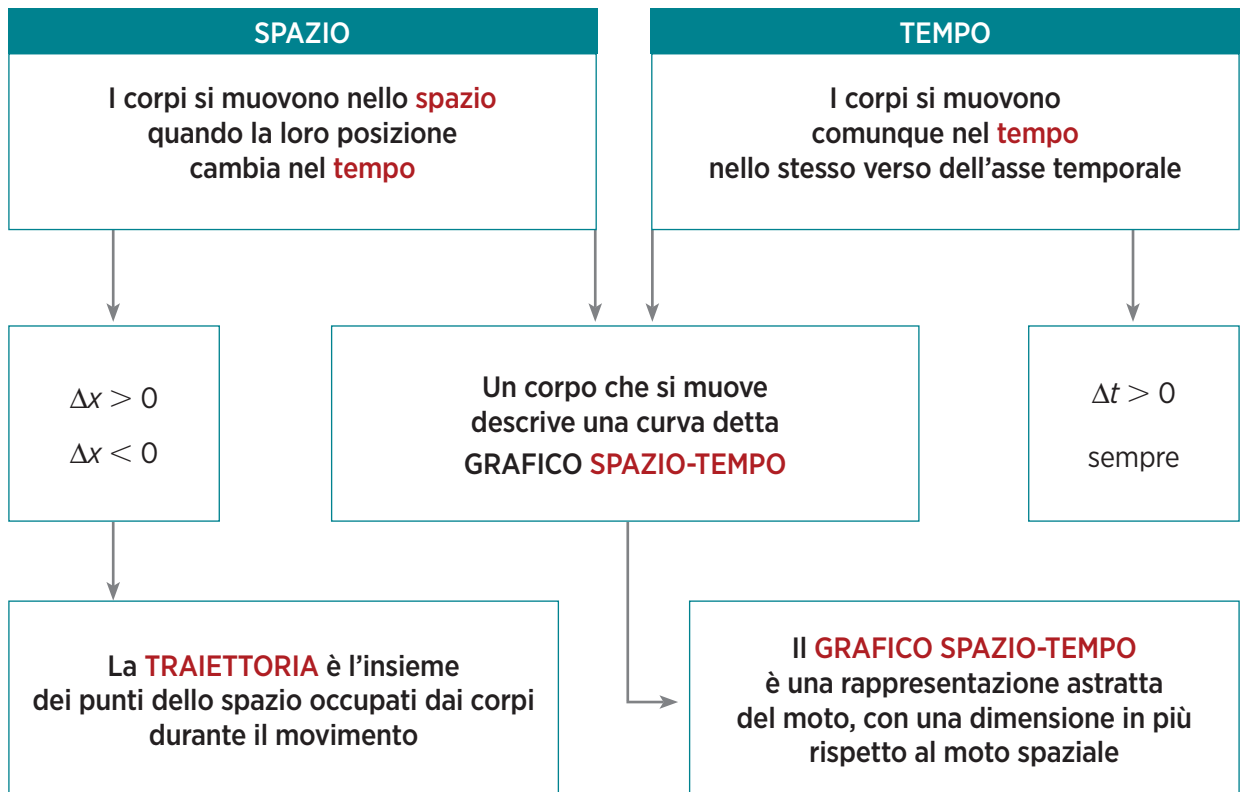 SPAZIO
I corpi si muovono nello spazio
quando la loro posizione
cambia nel tempo
TEMPO
I corpi si muovono
comunque nel tempo
nello stesso verso dell’asse temporale
Δx > 0
Δx < 0
Un corpo che si muove
descrive una curva detta
GRAFICO SPAZIO-TEMPO
Δt > 0
sempre
La TRAIETTORIA è l’insieme
dei punti dello spazio occupati dai corpi
durante il movimento
Il GRAFICO SPAZIO-TEMPO
è una rappresentazione astratta
del moto, con una dimensione in più
rispetto al moto spaziale